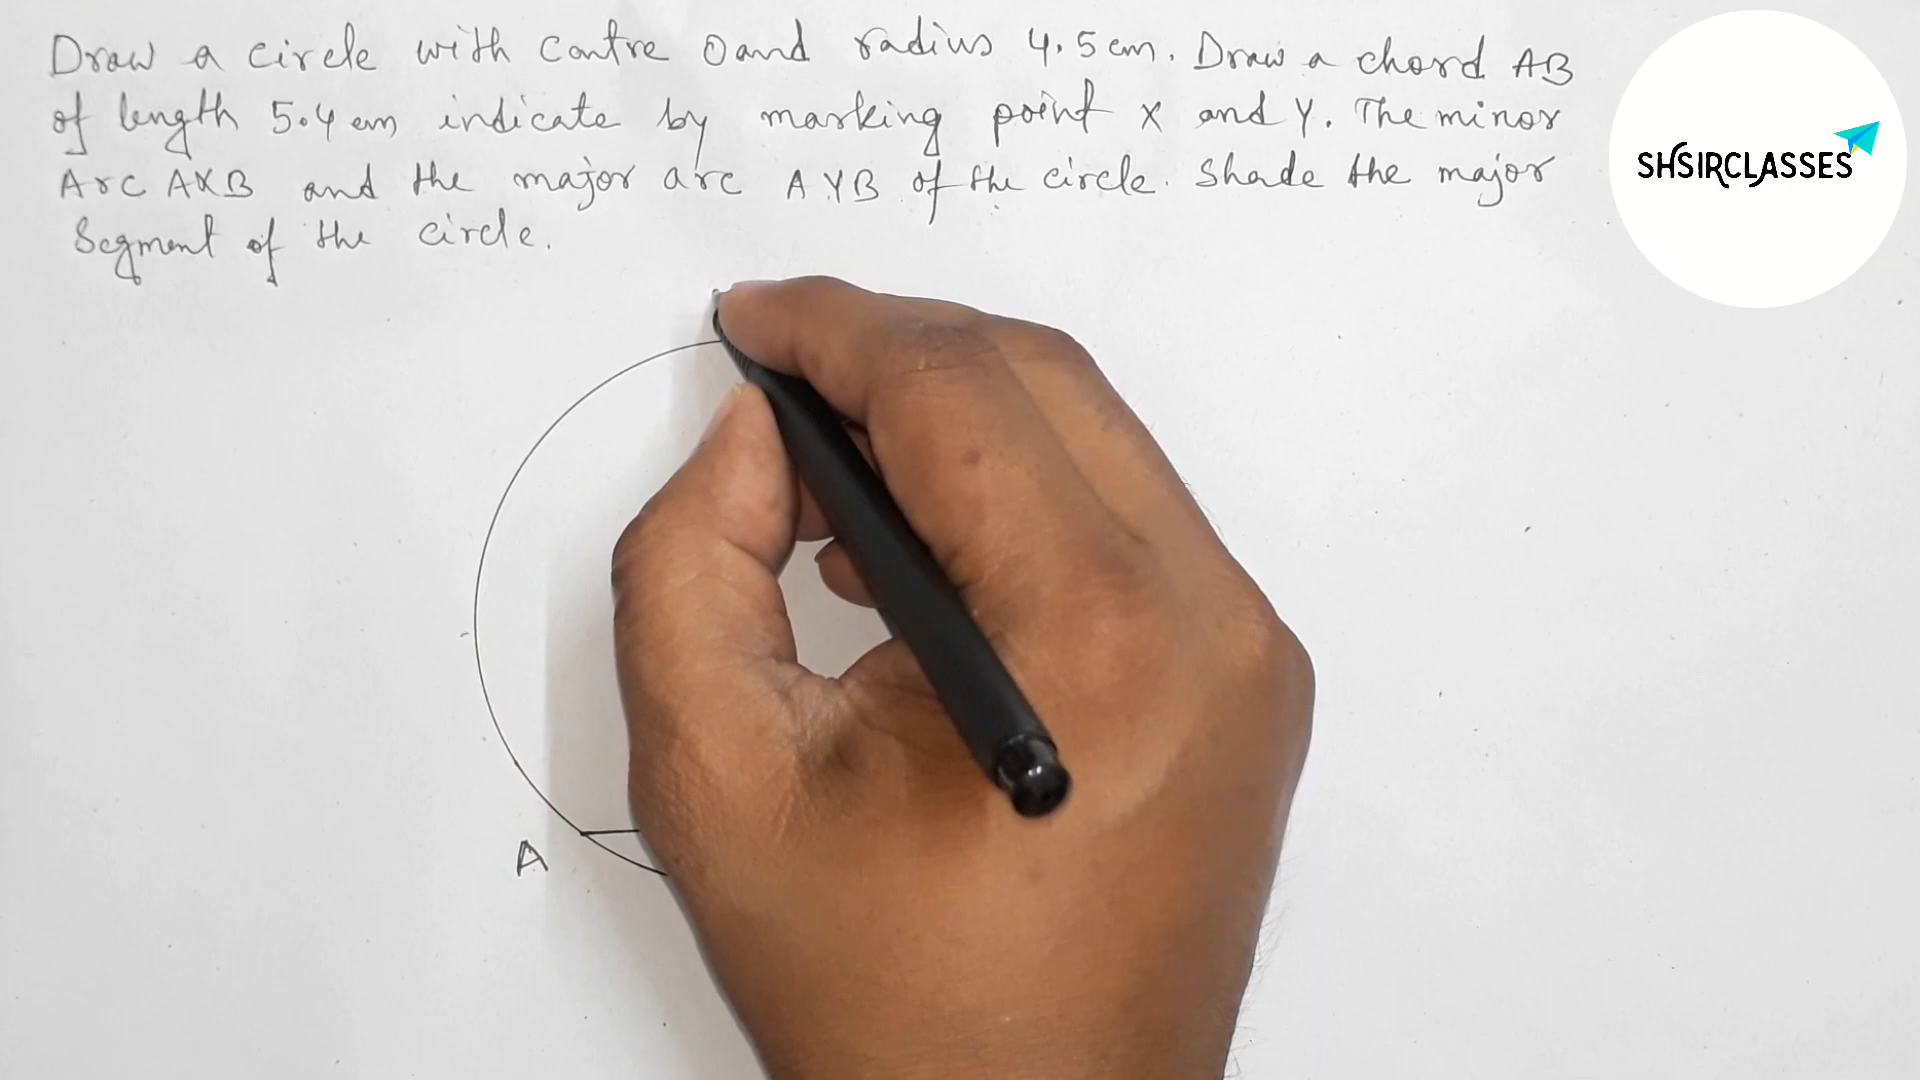 Draw a circle with centre O and radius 4.5 cm. Draw a chord AB
of length 5.4 cm indicate by marking point X and Y. The minor
Arc AXB and the major arc AYB of the circle. Shade the major
Segment of the circle.
SHSIRCLASSES
A